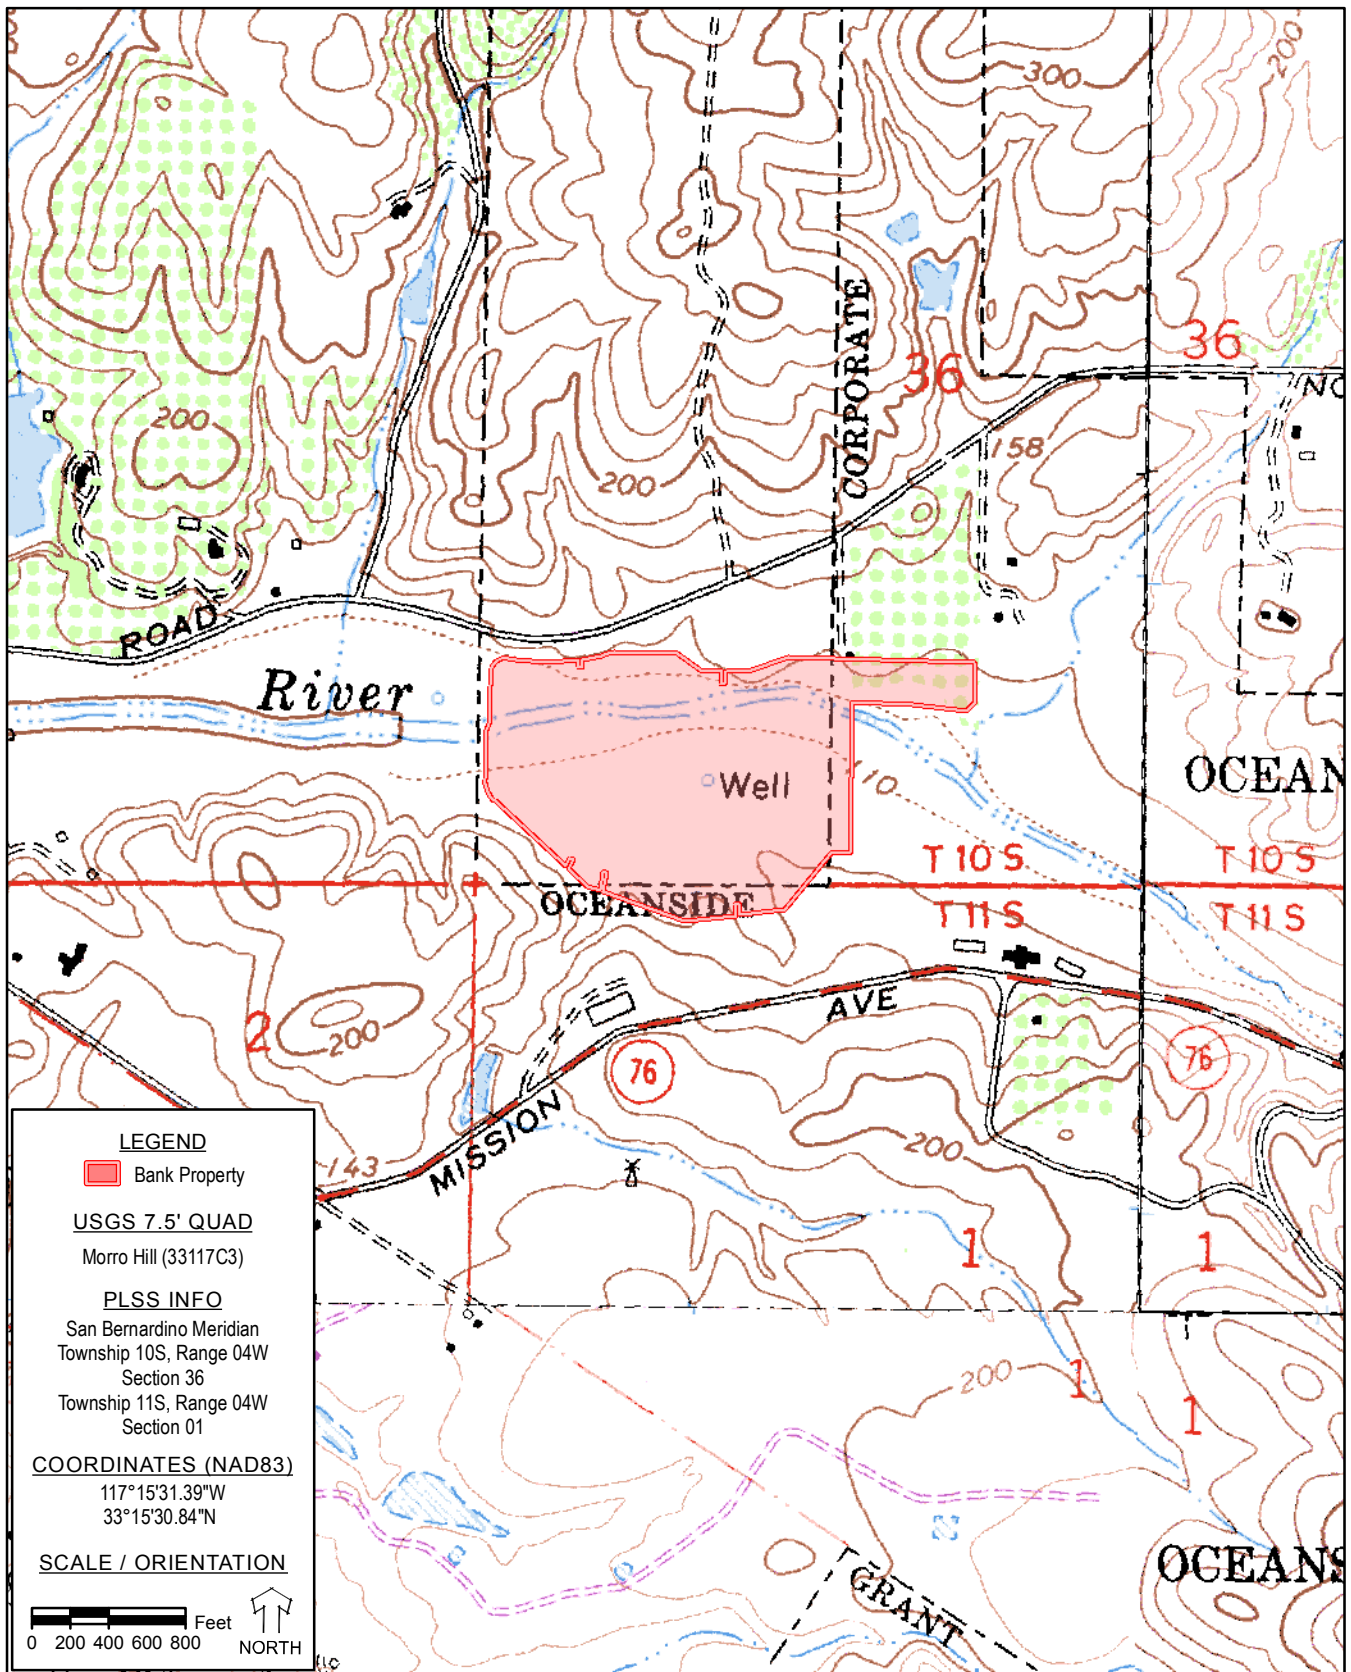 300
200
36
36
CORPORATE
NO
200
158
200
ROAD
River
OCEAN
Well
110
T 10 S
T 10 S
OCEANSIDE
T 11 S
T 11 S
2
200
AVE
76
76
MISSION
143
200
1
1
200
1
1
OCEANS
GRANT
LEGEND
Bank Property
USGS 7.5' QUAD
Morro Hill (33117C3)
PLSS INFO
San Bernardino Meridian
Township 10S, Range 04W
Section 36
Township 11S, Range 04W
Section 01
COORDINATES (NAD83)
117°15'31.39"W
33°15'30.84"N
SCALE / ORIENTATION
Feet
0 200 400 600 800
NORTH